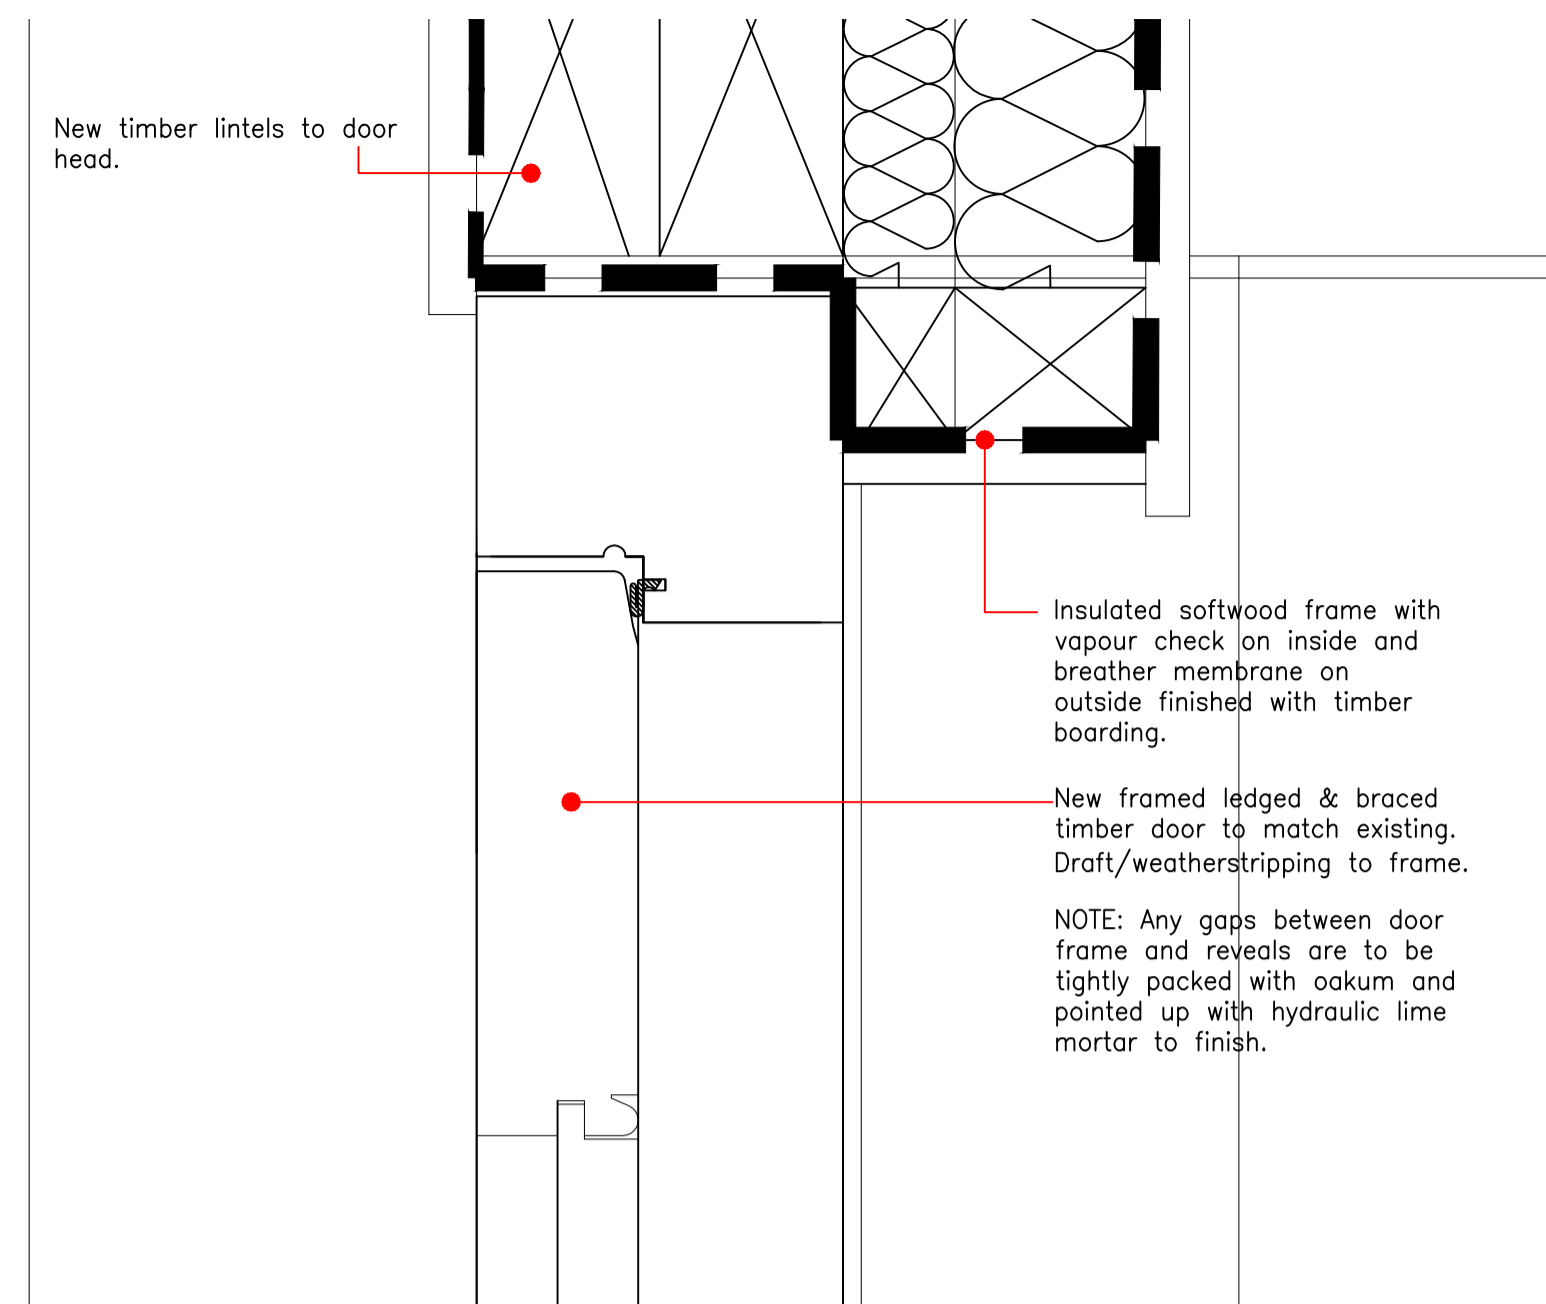 New timber lintels to door
head.
Insulated softwood frame with
vapour check on inside and
breather membrane on
outside finished with timber
boarding.
New framed ledged & braced
timber door to match existing.
Draft/weatherstripping to frame.
NOTE: Any gaps between door
frame and reveals are to be
tightly packed with oakum and
pointed up with hydraulic lime
mortar to finish.